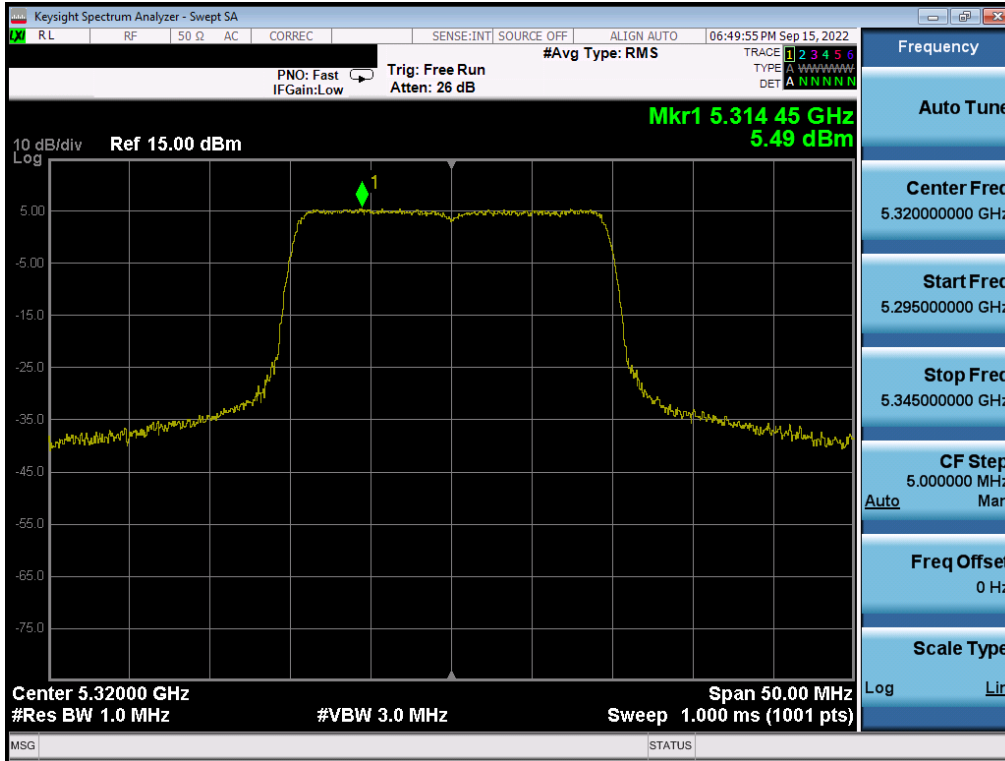 Keysight Spectrum Analyzer - Swept SA
LXI RL RF 50 Ω AC CORREC SENSE:INT SOURCE OFF ALIGN AUTO 06:49:55 PM Sep 15, 2022
#Avg Type: RMS
PNO: Fast
IFGain:Low
Trig: Free Run
Atten: 26 dB
TRACE 1 2 3 4 5 6
TYPE A WWWWW
DET A N N N N N
Mkr1 5.314 45 GHz
5.49 dBm
10 dB/div Ref 15.00 dBm
Log
1
5.00
-5.00
-15.0
-25.0
-35.0
-45.0
-55.0
-65.0
-75.0
Center 5.32000 GHz Span 50.00 MHz
#Res BW 1.0 MHz #VBW 3.0 MHz Sweep 1.000 ms (1001 pts)
MSG STATUS
Frequency
Auto Tune
Center Freq
5.320000000 GHz
Start Freq
5.295000000 GHz
Stop Freq
5.345000000 GHz
CF Step
5.000000 MHz
Auto Man
Freq Offset
0 Hz
Scale Type
Log Lin